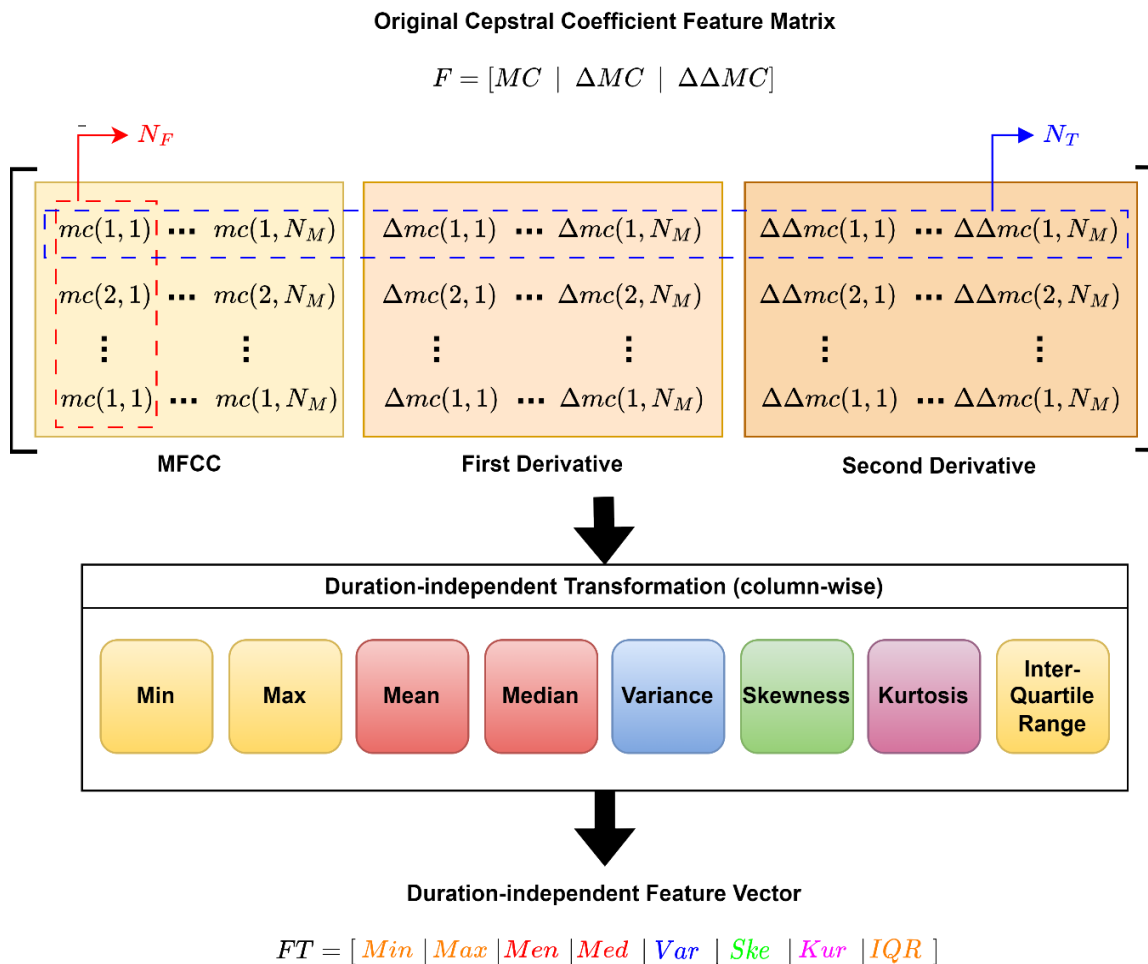 Original Cepstral Coefficient Feature Matrix
F = [MC | ΔMC | ΔΔMC]
N_F N_T
mc(1,1) ⋯ mc(1,N_M) Δmc(1,1) ⋯ Δmc(1,N_M) ΔΔmc(1,1) ⋯ ΔΔmc(1,N_M)
mc(2,1) ⋯ mc(2,N_M) Δmc(2,1) ⋯ Δmc(2,N_M) ΔΔmc(2,1) ⋯ ΔΔmc(2,N_M)
⋮ ⋮ ⋮ ⋮ ⋮ ⋮
mc(1,1) ⋯ mc(1,N_M) Δmc(1,1) ⋯ Δmc(1,N_M) ΔΔmc(1,1) ⋯ ΔΔmc(1,N_M)
MFCC First Derivative Second Derivative
Duration-independent Transformation (column-wise)
Min Max Mean Median Variance Skewness Kurtosis Inter-
Quartile
Range
Duration-independent Feature Vector
FT = [ Min | Max | Men | Med | Var | Ske | Kur | IQR ]